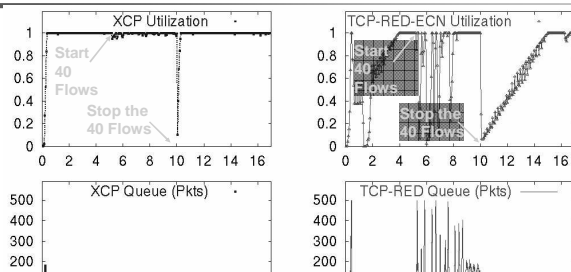 XCP Utilization
1
0.8
0.6
0.4
0.2
0
Start
40
Flows
Stop the
40 Flows
0 2 4 6 8 10 12 14 16
TCP-RED-ECN Utilization
1
0.8
0.6
0.4
0.2
0
Start
40
Flows
Stop the
40 Flows
0 2 4 6 8 10 12 14 16
XCP Queue (Pkts)
500
400
300
200
TCP-RED Queue (Pkts)
500
400
300
200